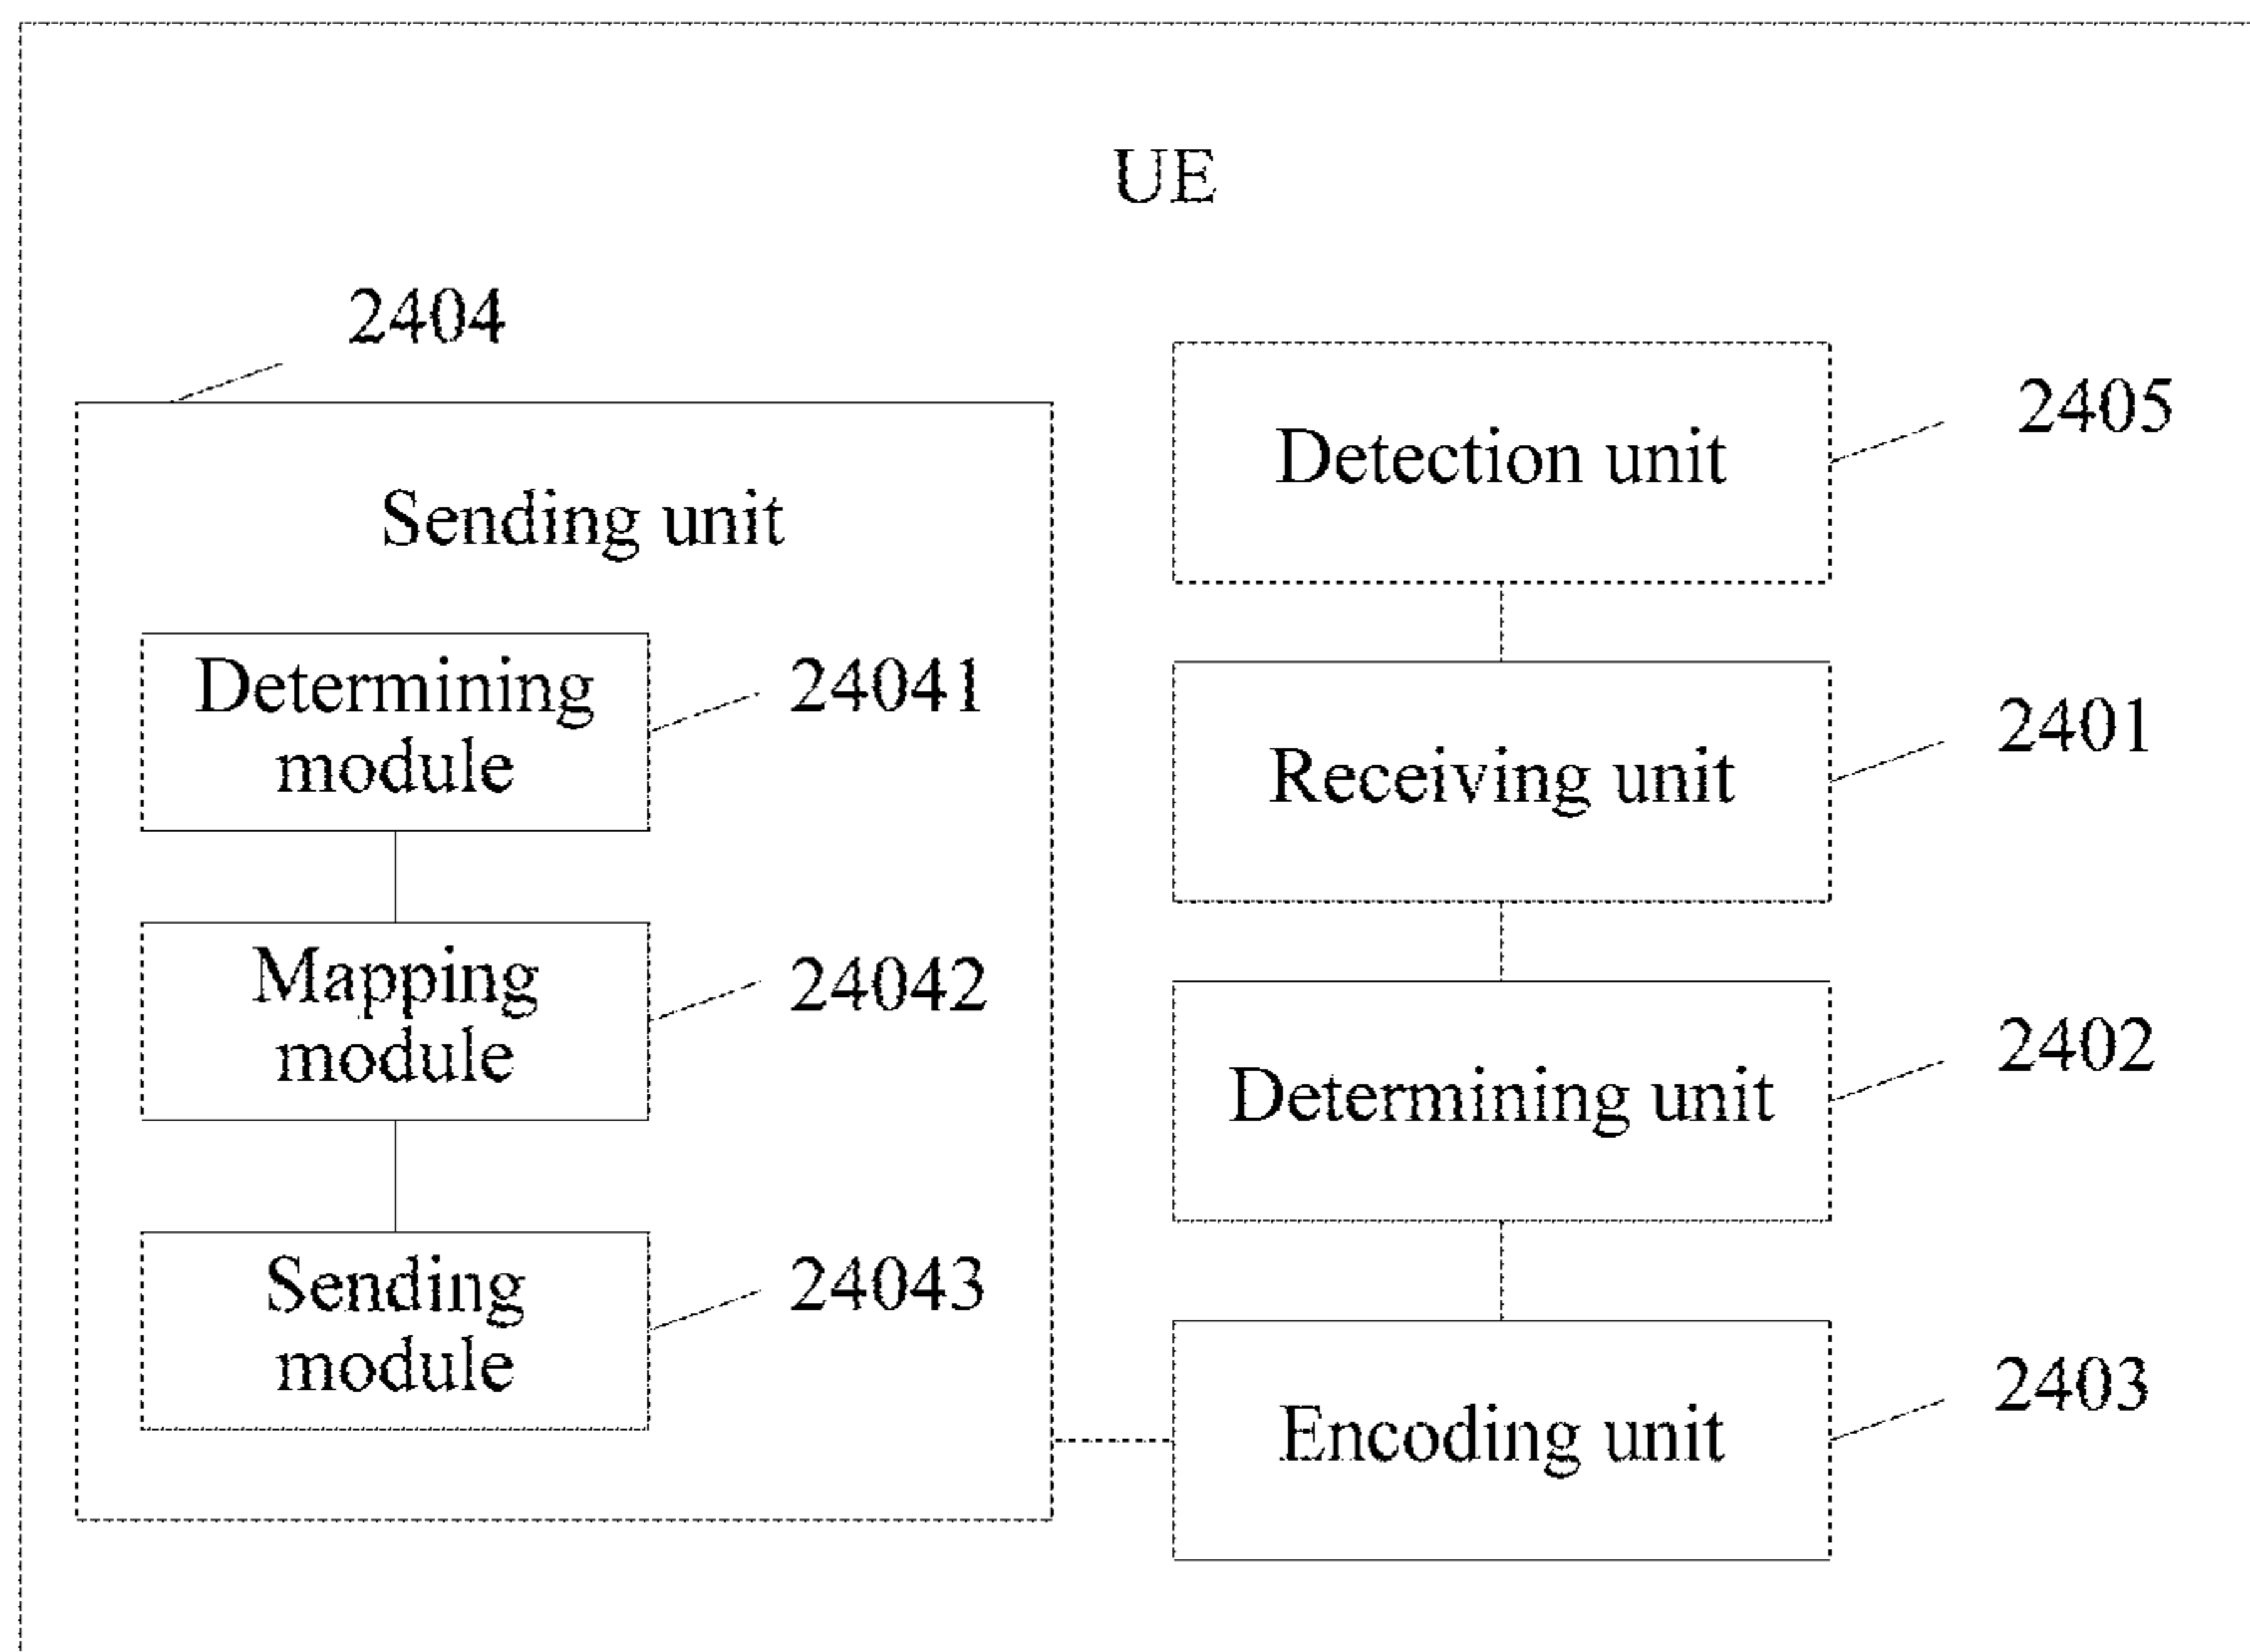 UE
2404
Sending unit
Determining
module
24041
Mapping
module
24042
Sending
module
24043
Detection unit
2405
Receiving unit
2401
Determining unit
2402
Encoding unit
2403